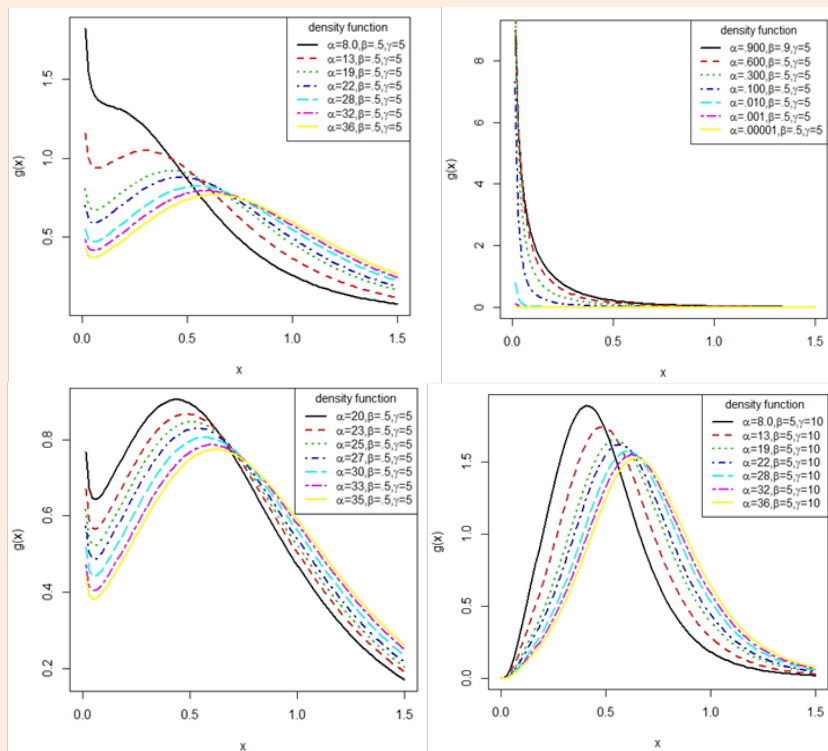 density function
α=8.0,β=.5,γ=5
α=13,β=.5,γ=5
α=19,β=.5,γ=5
α=22,β=.5,γ=5
α=28,β=.5,γ=5
α=32,β=.5,γ=5
α=36,β=.5,γ=5
g(x)
1.5
1.0
0.5
0.0 0.5 1.0 1.5
x
density function
α=.900,β=.9,γ=5
α=.600,β=.5,γ=5
α=.300,β=.5,γ=5
α=.100,β=.5,γ=5
α=.010,β=.5,γ=5
α=.001,β=.5,γ=5
α=.00001,β=.5,γ=5
g(x)
8
6
4
2
0
0.0 0.5 1.0 1.5
x
density function
α=20,β=.5,γ=5
α=23,β=.5,γ=5
α=25,β=.5,γ=5
α=27,β=.5,γ=5
α=30,β=.5,γ=5
α=33,β=.5,γ=5
α=35,β=.5,γ=5
g(x)
0.8
0.6
0.4
0.2
0.0 0.5 1.0 1.5
x
density function
α=8.0,β=5,γ=10
α=13,β=5,γ=10
α=19,β=5,γ=10
α=22,β=5,γ=10
α=28,β=5,γ=10
α=32,β=5,γ=10
α=36,β=5,γ=10
g(x)
1.5
1.0
0.5
0.0
0.0 0.5 1.0 1.5
x